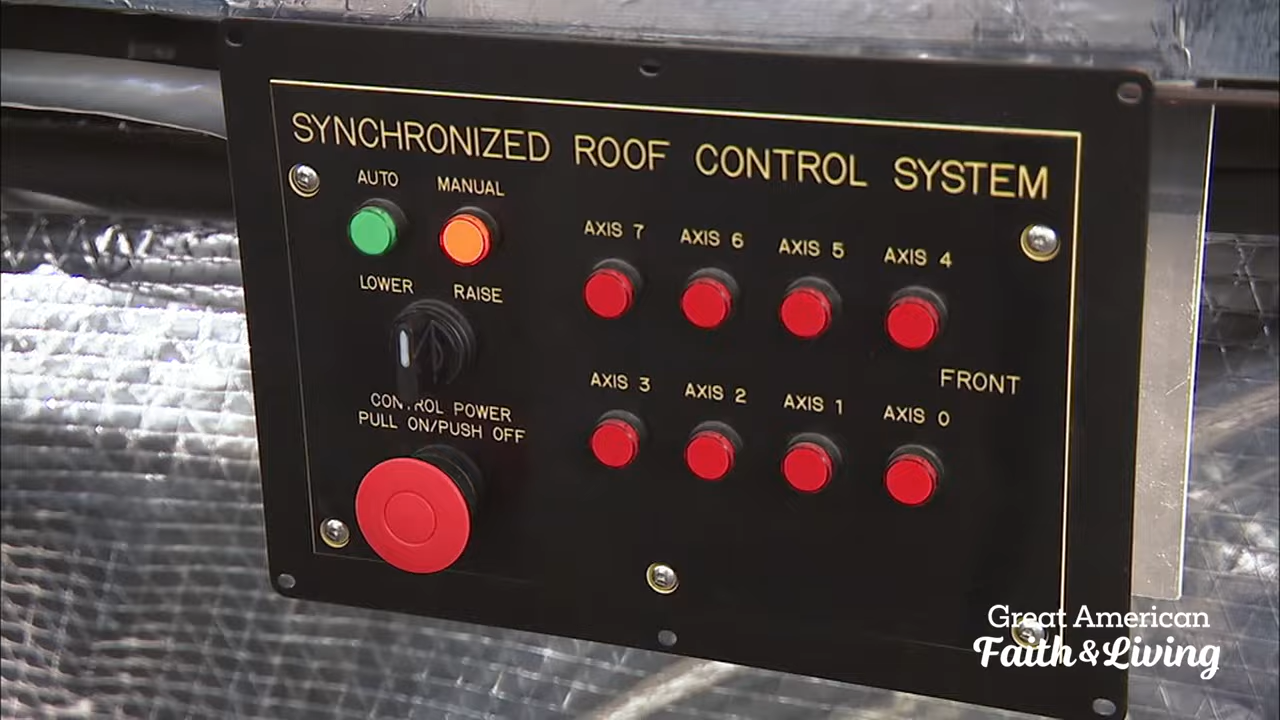 SYNCHRONIZED ROOF CONTROL SYSTEM
AUTO MANUAL
LOWER RAISE
CONTROL POWER
PULL ON/PUSH OFF
AXIS 7 AXIS 6 AXIS 5 AXIS 4
FRONT
AXIS 3 AXIS 2 AXIS 1 AXIS 0
Great American
Faith & Living